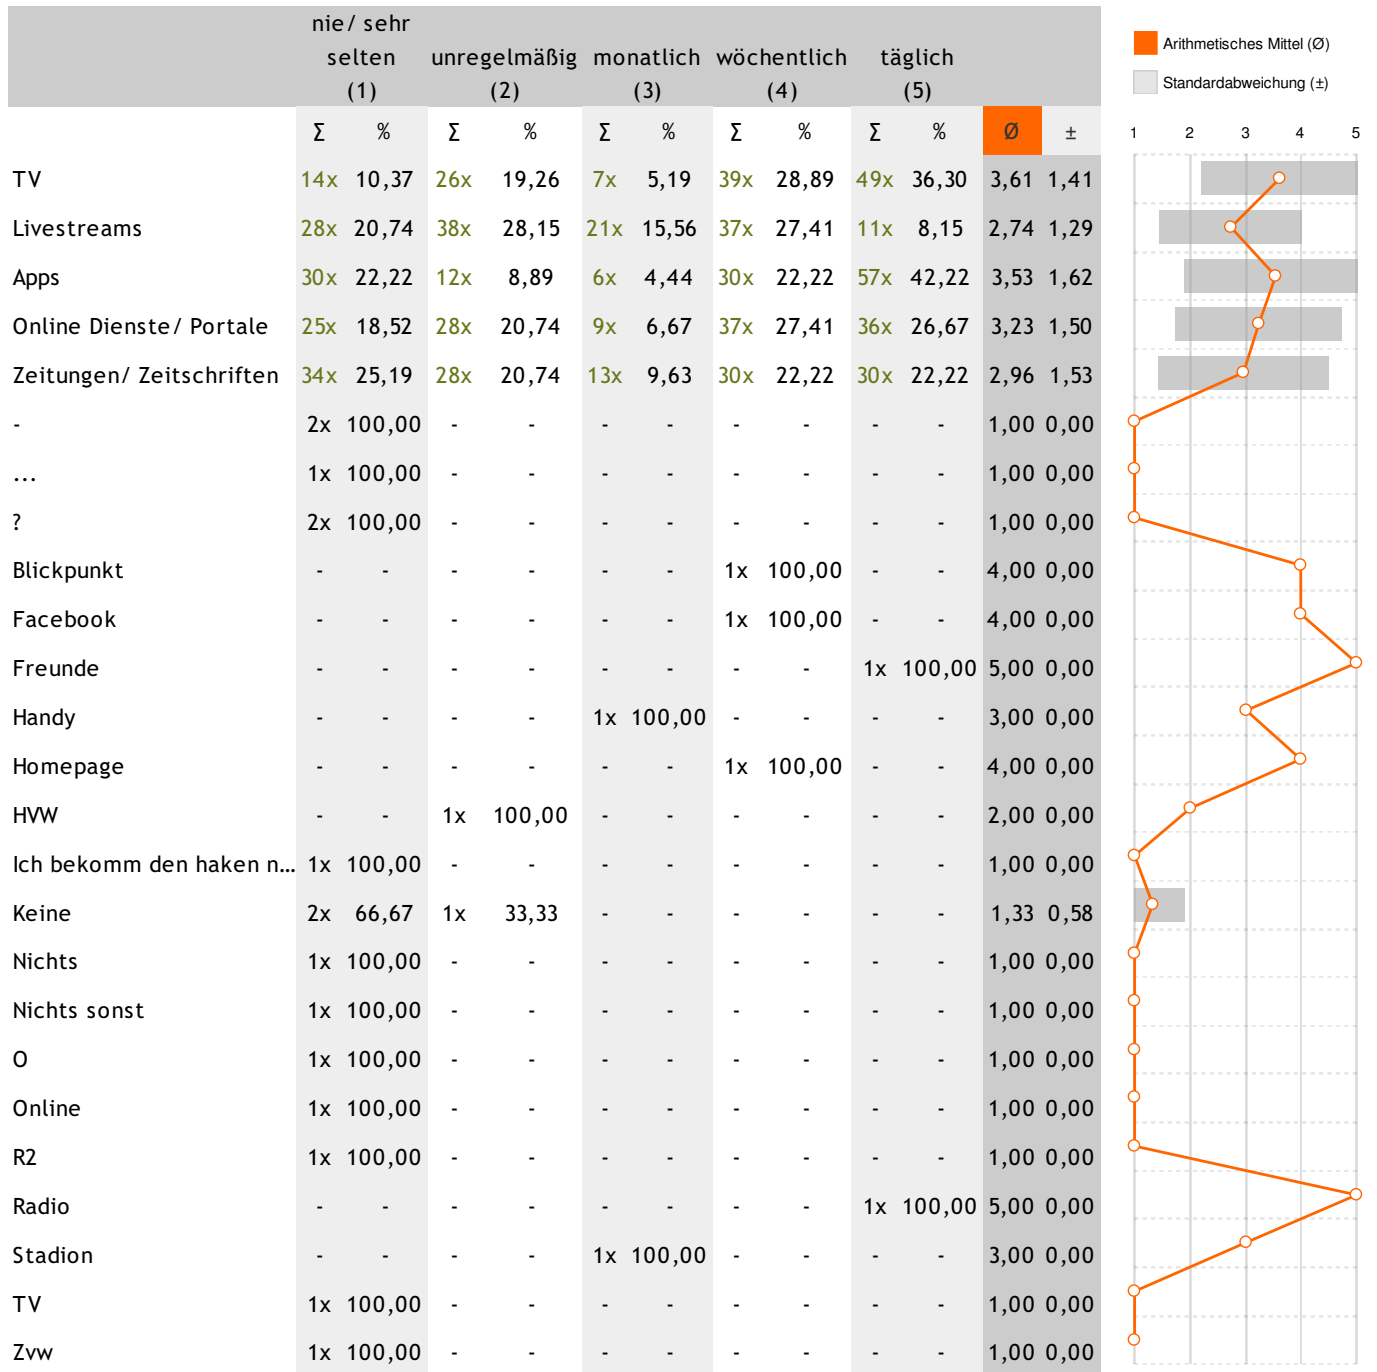 nie/ sehr
selten unregelmäßig monatlich wöchentlich täglich
(1) (2) (3) (4) (5)
Arithmetisches Mittel (Ø)
Standardabweichung (±)
Σ % Σ % Σ % Σ % Σ % Ø ± 1 2 3 4 5
TV 14x 10,37 26x 19,26 7x 5,19 39x 28,89 49x 36,30 3,61 1,41
Livestreams 28x 20,74 38x 28,15 21x 15,56 37x 27,41 11x 8,15 2,74 1,29
Apps 30x 22,22 12x 8,89 6x 4,44 30x 22,22 57x 42,22 3,53 1,62
Online Dienste/ Portale 25x 18,52 28x 20,74 9x 6,67 37x 27,41 36x 26,67 3,23 1,50
Zeitungen/ Zeitschriften 34x 25,19 28x 20,74 13x 9,63 30x 22,22 30x 22,22 2,96 1,53
- 2x 100,00 - - - - - - - - 1,00 0,00
... 1x 100,00 - - - - - - - - 1,00 0,00
? 2x 100,00 - - - - - - - - 1,00 0,00
Blickpunkt - - - - - - 1x 100,00 - - 4,00 0,00
Facebook - - - - - - 1x 100,00 - - 4,00 0,00
Freunde - - - - - - - - 1x 100,00 5,00 0,00
Handy - - - - 1x 100,00 - - - - 3,00 0,00
Homepage - - - - - - 1x 100,00 - - 4,00 0,00
HVW - - 1x 100,00 - - - - - - 2,00 0,00
Ich bekomm den haken n... 1x 100,00 - - - - - - - - 1,00 0,00
Keine 2x 66,67 1x 33,33 - - - - - - 1,33 0,58
Nichts 1x 100,00 - - - - - - - - 1,00 0,00
Nichts sonst 1x 100,00 - - - - - - - - 1,00 0,00
O 1x 100,00 - - - - - - - - 1,00 0,00
Online 1x 100,00 - - - - - - - - 1,00 0,00
R2 1x 100,00 - - - - - - - - 1,00 0,00
Radio - - - - - - - - 1x 100,00 5,00 0,00
Stadion - - - - 1x 100,00 - - - - 3,00 0,00
TV 1x 100,00 - - - - - - - - 1,00 0,00
Zvw 1x 100,00 - - - - - - - - 1,00 0,00